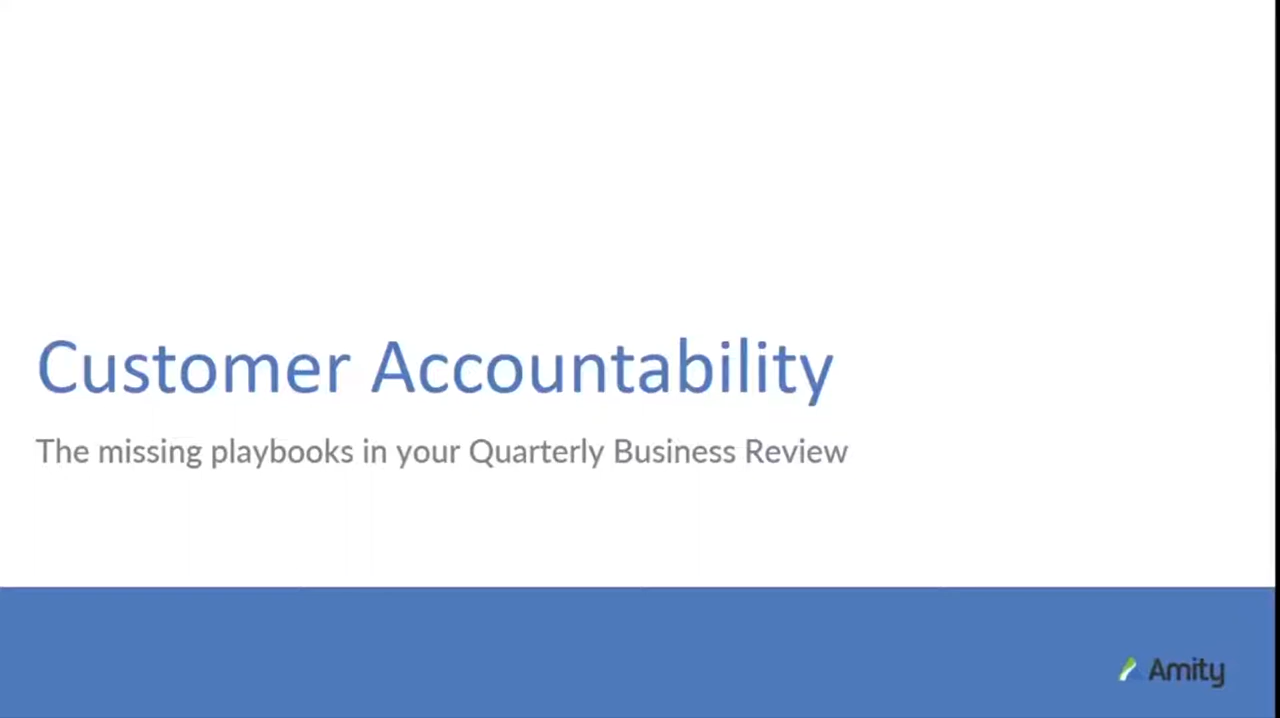 Customer Accountability
The missing playbooks in your Quarterly Business Review
Amity